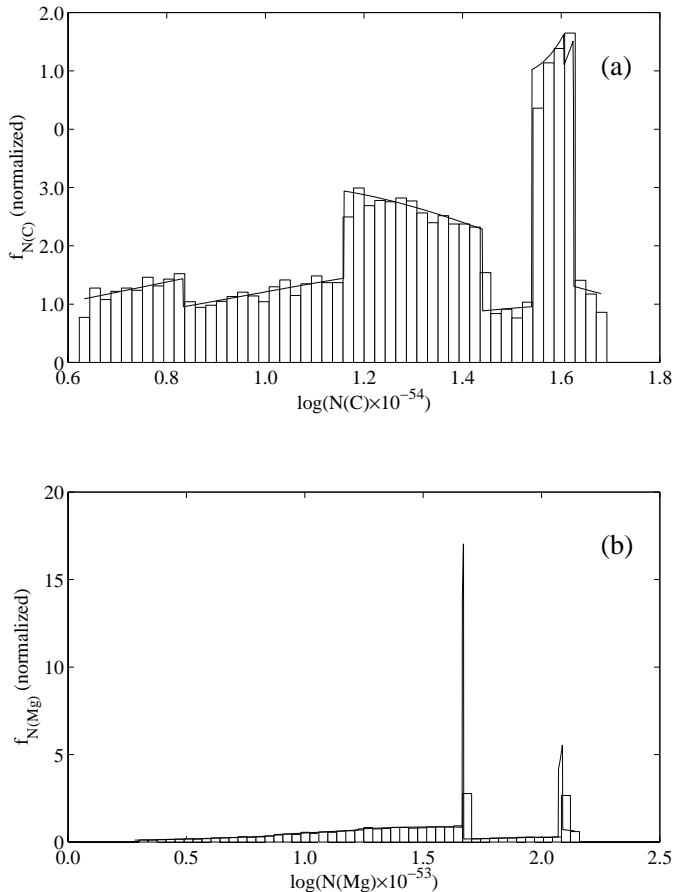 2.0
1.0
0
3.0
2.0
1.0
0
(a)
f_N(C) (normalized)
0.6 0.8 1.0 1.2 1.4 1.6 1.8
log(N(C)×10^−54)
20
15
10
5
0
(b)
f_N(Mg) (normalized)
0.0 0.5 1.0 1.5 2.0 2.5
log(N(Mg)×10^−53)